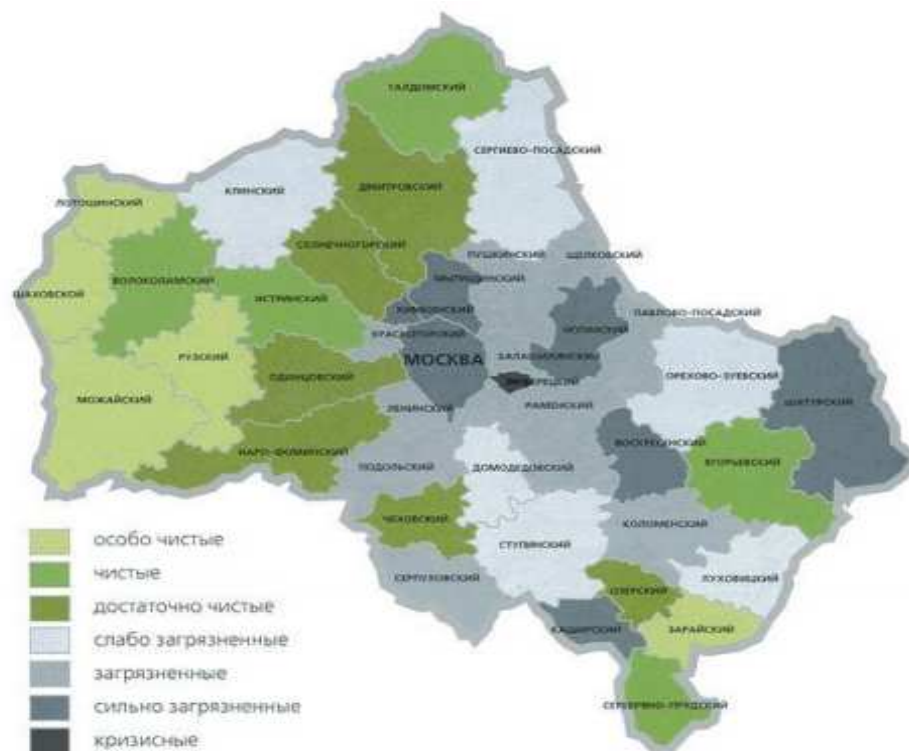 ТАЛДОМСКИЙ
СЕРГИЕВО-ПОСАДСКИЙ
КЛИНСКИЙ
ДМИТРОВСКИЙ
ЛОТОШИНСКИЙ
СОЛНЕЧНОГОРСКИЙ
ПУШКИНСКИЙ
ЩЕЛКОВСКИЙ
ВОЛОКОЛАМСКИЙ
МЫТИЩИНСКИЙ
ШАХОВСКОЙ
ИСТРИНСКИЙ
ХИМКИНСКИЙ
ПАВЛОВО-ПОСАДСКИЙ
КРАСНОГОРСКИЙ
НОГИНСКИЙ
РУЗСКИЙ
МОСКВА
БАЛАШИХИНСКИЙ
ОДИНЦОВСКИЙ
ЛЮБЕРЕЦКИЙ
ОРЕХОВО-ЗУЕВСКИЙ
МОЖАЙСКИЙ
ЛЕНИНСКИЙ
РАМЕНСКИЙ
ШАТУРСКИЙ
НАРО-ФОМИНСКИЙ
ВОСКРЕСЕНСКИЙ
ПОДОЛЬСКИЙ
ДОМОДЕДОВСКИЙ
ЕГОРЬЕВСКИЙ
ЧЕХОВСКИЙ
КОЛОМЕНСКИЙ
СТУПИНСКИЙ
СЕРПУХОВСКИЙ
ЛУХОВИЦКИЙ
ОЗЕРСКИЙ
КАШИРСКИЙ
ЗАРАЙСКИЙ
СЕРЕБРЯНО-ПРУДСКИЙ
особо чистые
чистые
достаточно чистые
слабо загрязненные
загрязненные
сильно загрязненные
кризисные